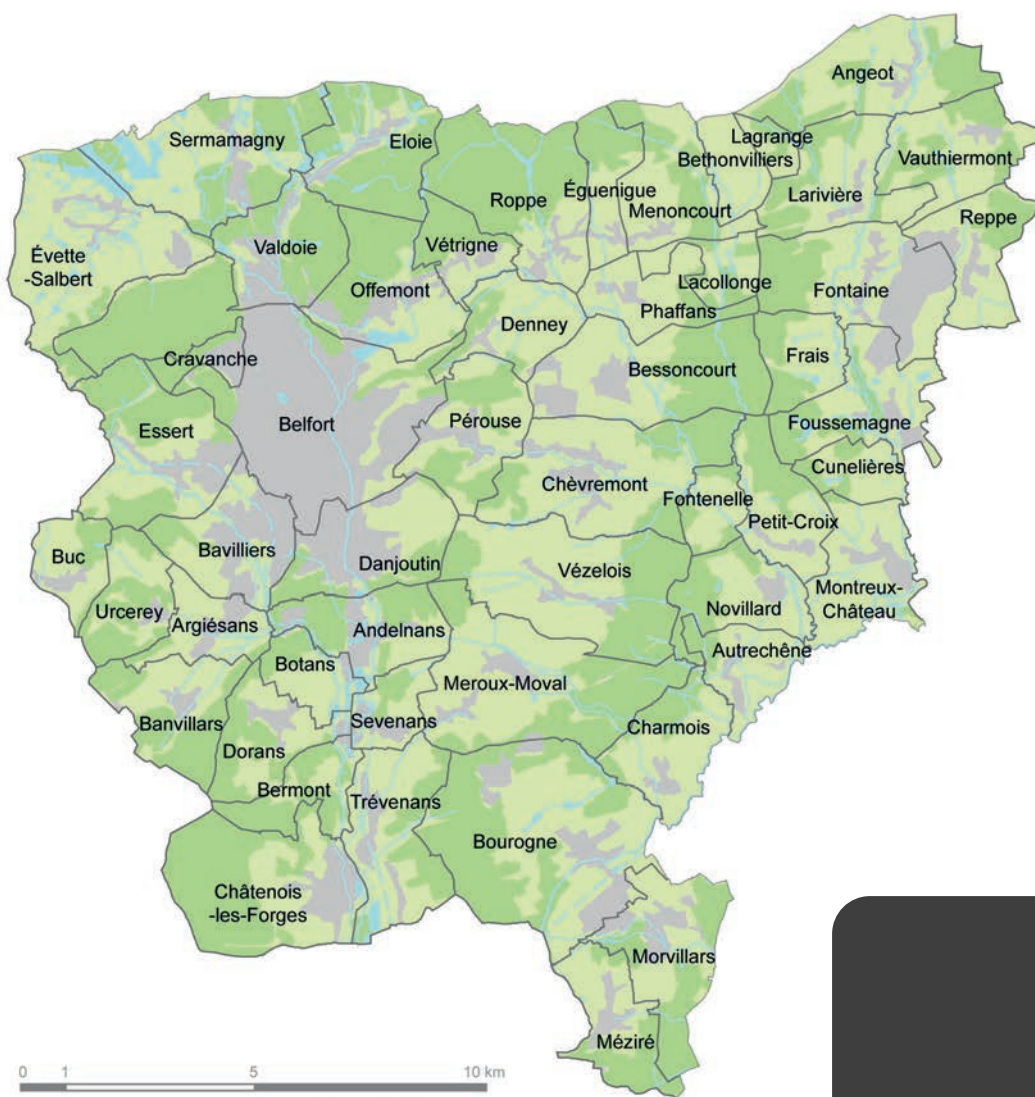 Angeot
Sermamagny
Eloie
Lagrange
Bethonvilliers
Vauthiermont
Roppe
Éguenigue
Menoncourt
Larivière
Reppe
Évette
-Salbert
Valdoie
Vétrigne
Offemont
Lacollonge
Fontaine
Phaffans
Denney
Cravanche
Bessoncourt
Frais
Essert
Belfort
Pérouse
Foussemagne
Cunelières
Chèvremont
Fontenelle
Petit-Croix
Buc
Bavilliers
Danjoutin
Vézelois
Montreux-
Château
Urcerey
Argiésans
Andelnans
Novillard
Autrechêne
Botans
Meroux-Moval
Banvillars
Sevenans
Charmois
Dorans
Bermont
Trévenans
Bourogne
Châtenois
-les-Forges
Morvillars
Méziré
0 1 5 10 km